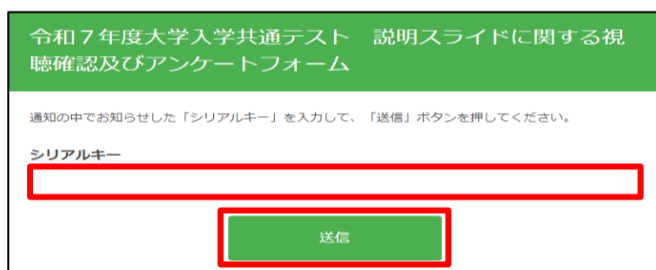 令和７年度大学入学共通テスト　説明スライドに関する視
聴確認及びアンケートフォーム
通知の中でお知らせした「シリアルキー」を入力して、「送信」ボタンを押してください。
シリアルキー
送信